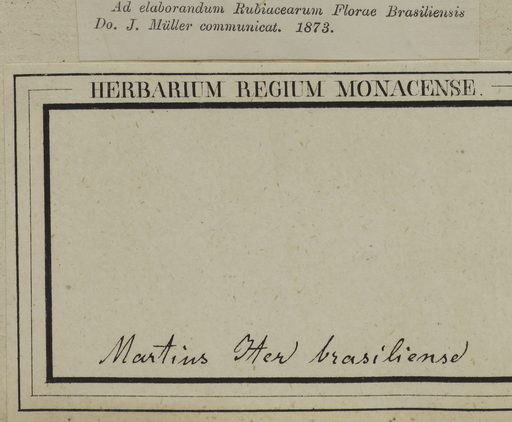 Ad elaborandum Rubiacearum Florae Brasiliensis
Do. J. Müller communicat. 1873.
HERBARIUM REGIUM MONACENSE.
Martius Iter brasiliense